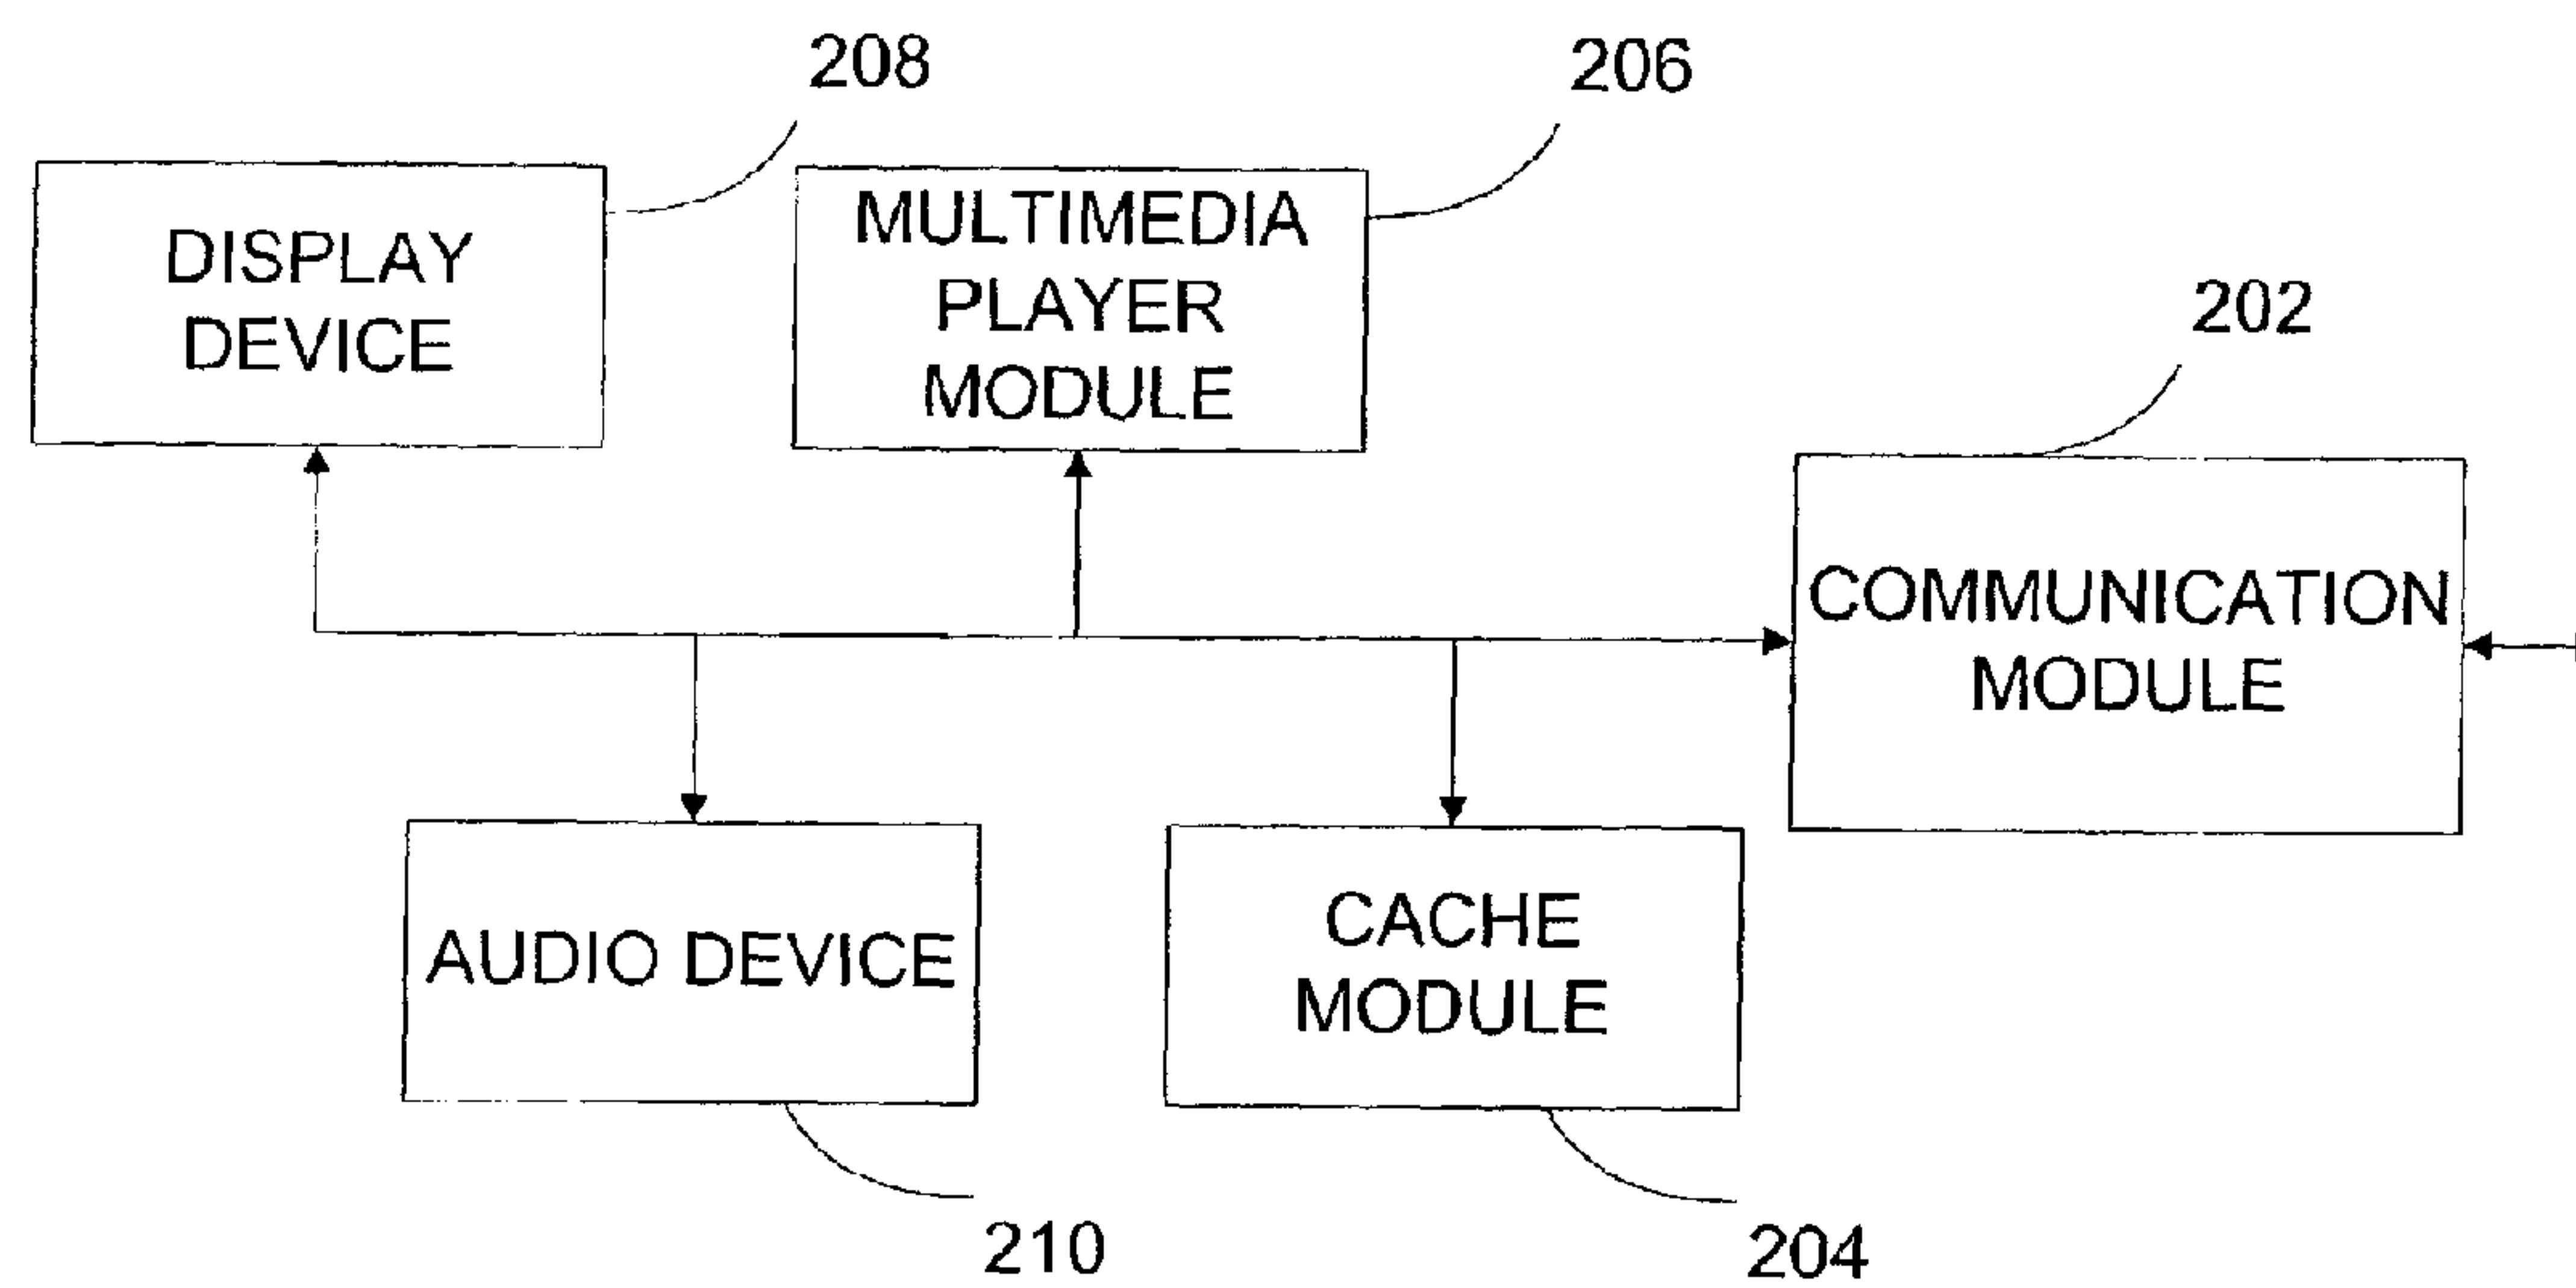 208
206
DISPLAY
DEVICE
MULTIMEDIA
PLAYER
MODULE
202
COMMUNICATION
MODULE
AUDIO DEVICE
CACHE
MODULE
210
204